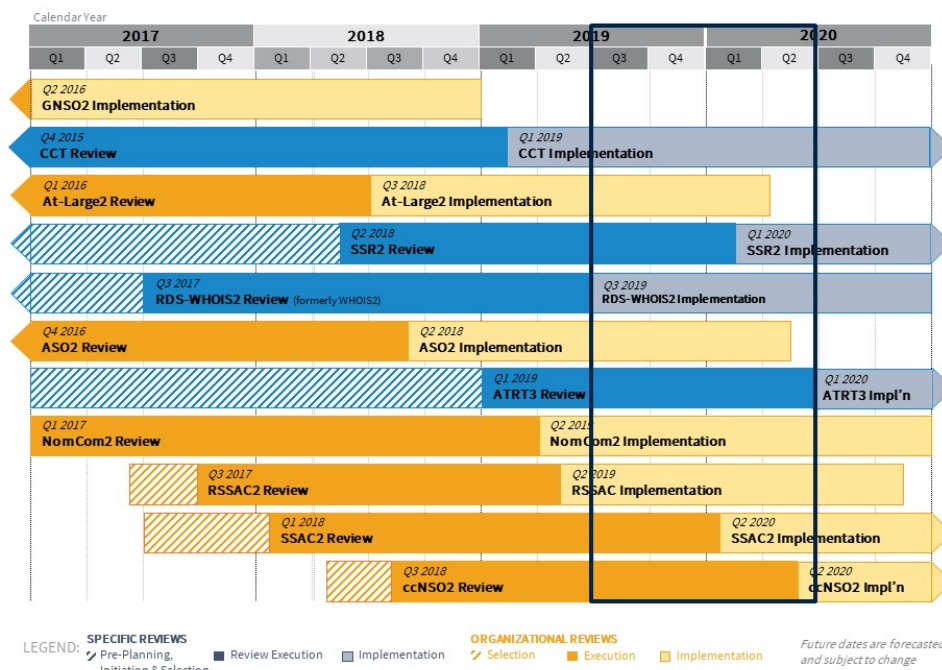 Calendar Year
2017 2018 2019 2020
Q1 Q2 Q3 Q4 Q1 Q2 Q3 Q4 Q1 Q2 Q3 Q4 Q1 Q2 Q3 Q4
Q2 2016
GNSO2 Implementation
Q4 2015 Q1 2019
CCT Review CCT Implementation
Q1 2016 Q3 2018
At-Large2 Review At-Large2 Implementation
Q2 2018 Q1 2020
SSR2 Review SSR2 Implementation
Q3 2017 Q3 2019
RDS-WHOIS2 Review (formerly WHOIS2) RDS-WHOIS2 Implementation
Q4 2016 Q2 2018
ASO2 Review ASO2 Implementation
Q1 2019 Q1 2020
ATRT3 Review ATRT3 Impl'n
Q1 2017 Q2 2019
NomCom2 Review NomCom2 Implementation
Q3 2017 Q2 2019
RSSAC2 Review RSSAC Implementation
Q1 2018 Q2 2020
SSAC2 Review SSAC2 Implementation
Q3 2018 Q2 2020
ccNSO2 Review ccNSO2 Impl'n
LEGEND: SPECIFIC REVIEWS ORGANIZATIONAL REVIEWS
Pre-Planning, Review Execution Implementation Selection Execution Implementation
Initiation & Selection
Future dates are forecasted
and subject to change